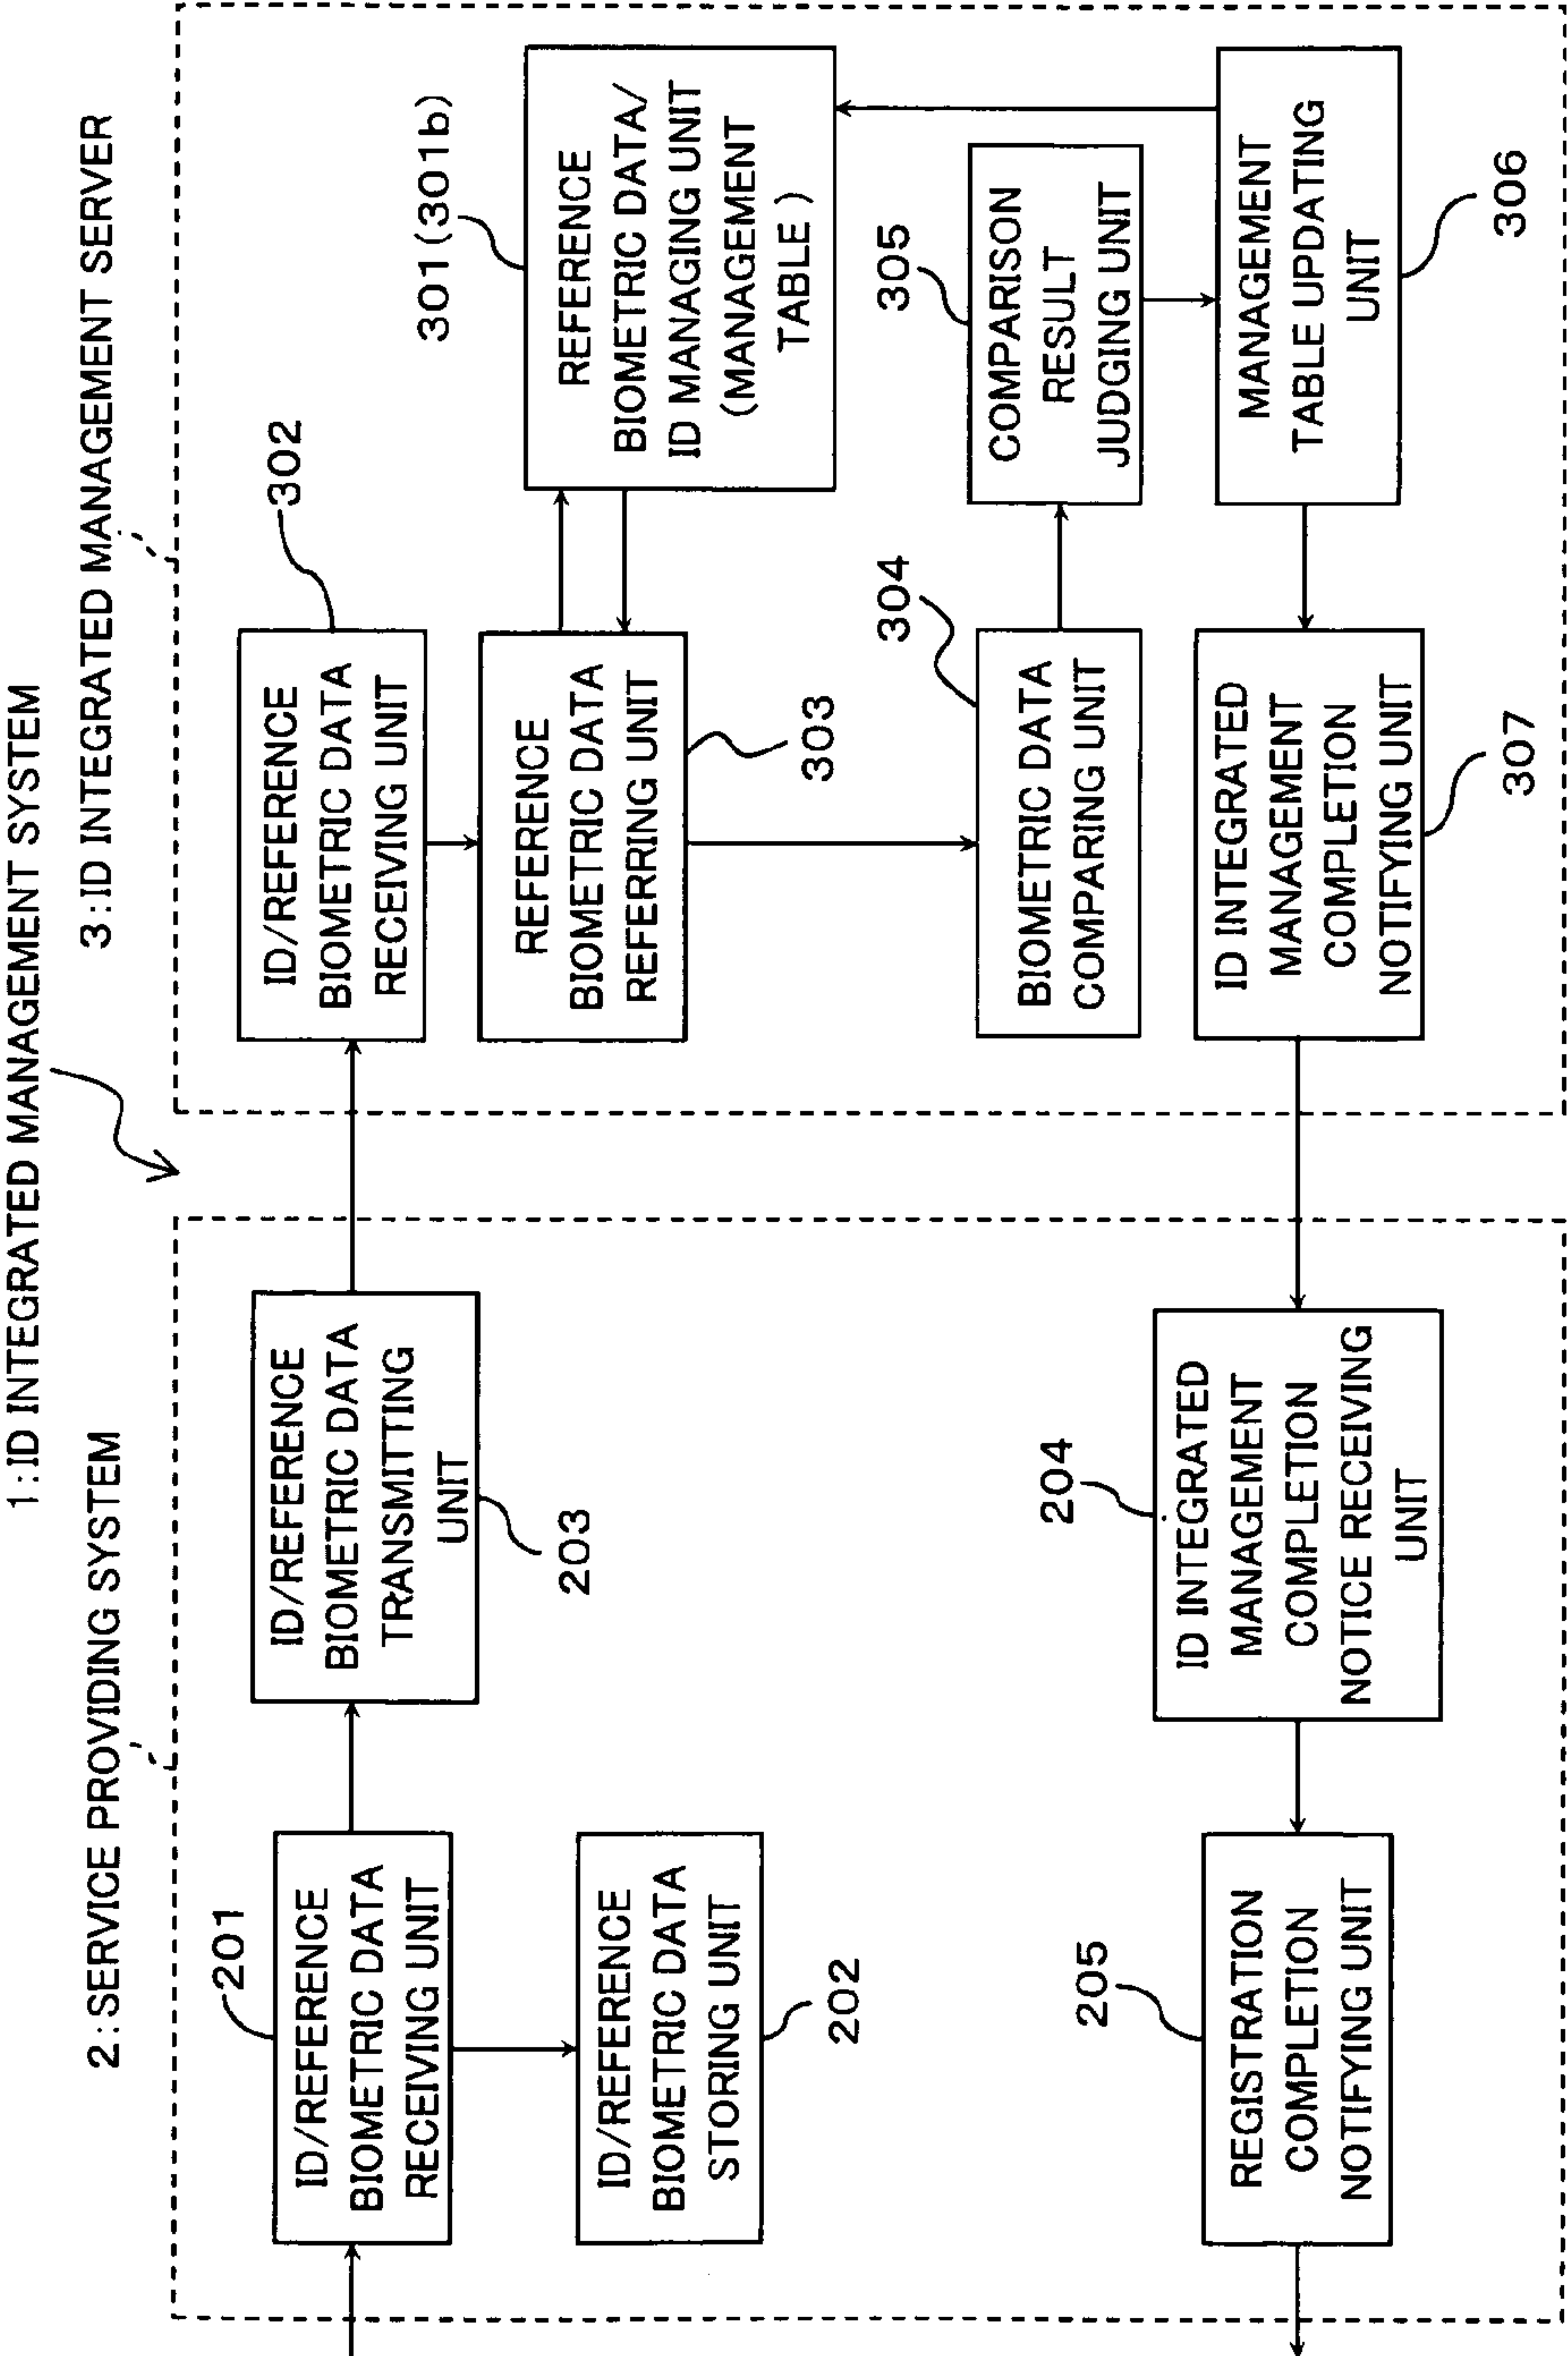 1:ID INTEGRATED MANAGEMENT SYSTEM
2:SERVICE PROVIDING SYSTEM
3:ID INTEGRATED MANAGEMENT SERVER
201
ID/REFERENCE
BIOMETRIC DATA
RECEIVING UNIT
ID/REFERENCE
BIOMETRIC DATA
STORING UNIT
202
ID/REFERENCE
BIOMETRIC DATA
TRANSMITTING
UNIT
203
204
ID INTEGRATED
MANAGEMENT
COMPLETION
NOTICE RECEIVING
UNIT
205
REGISTRATION
COMPLETION
NOTIFYING UNIT
302
ID/REFERENCE
BIOMETRIC DATA
RECEIVING UNIT
REFERENCE
BIOMETRIC DATA
REFERRING UNIT
303
301(301b)
REFERENCE
BIOMETRIC DATA/
ID MANAGING UNIT
(MANAGEMENT
TABLE )
304
BIOMETRIC DATA
COMPARING UNIT
305
COMPARISON
RESULT
JUDGING UNIT
MANAGEMENT
TABLE UPDATING
UNIT
306
ID INTEGRATED
MANAGEMENT
COMPLETION
NOTIFYING UNIT
307